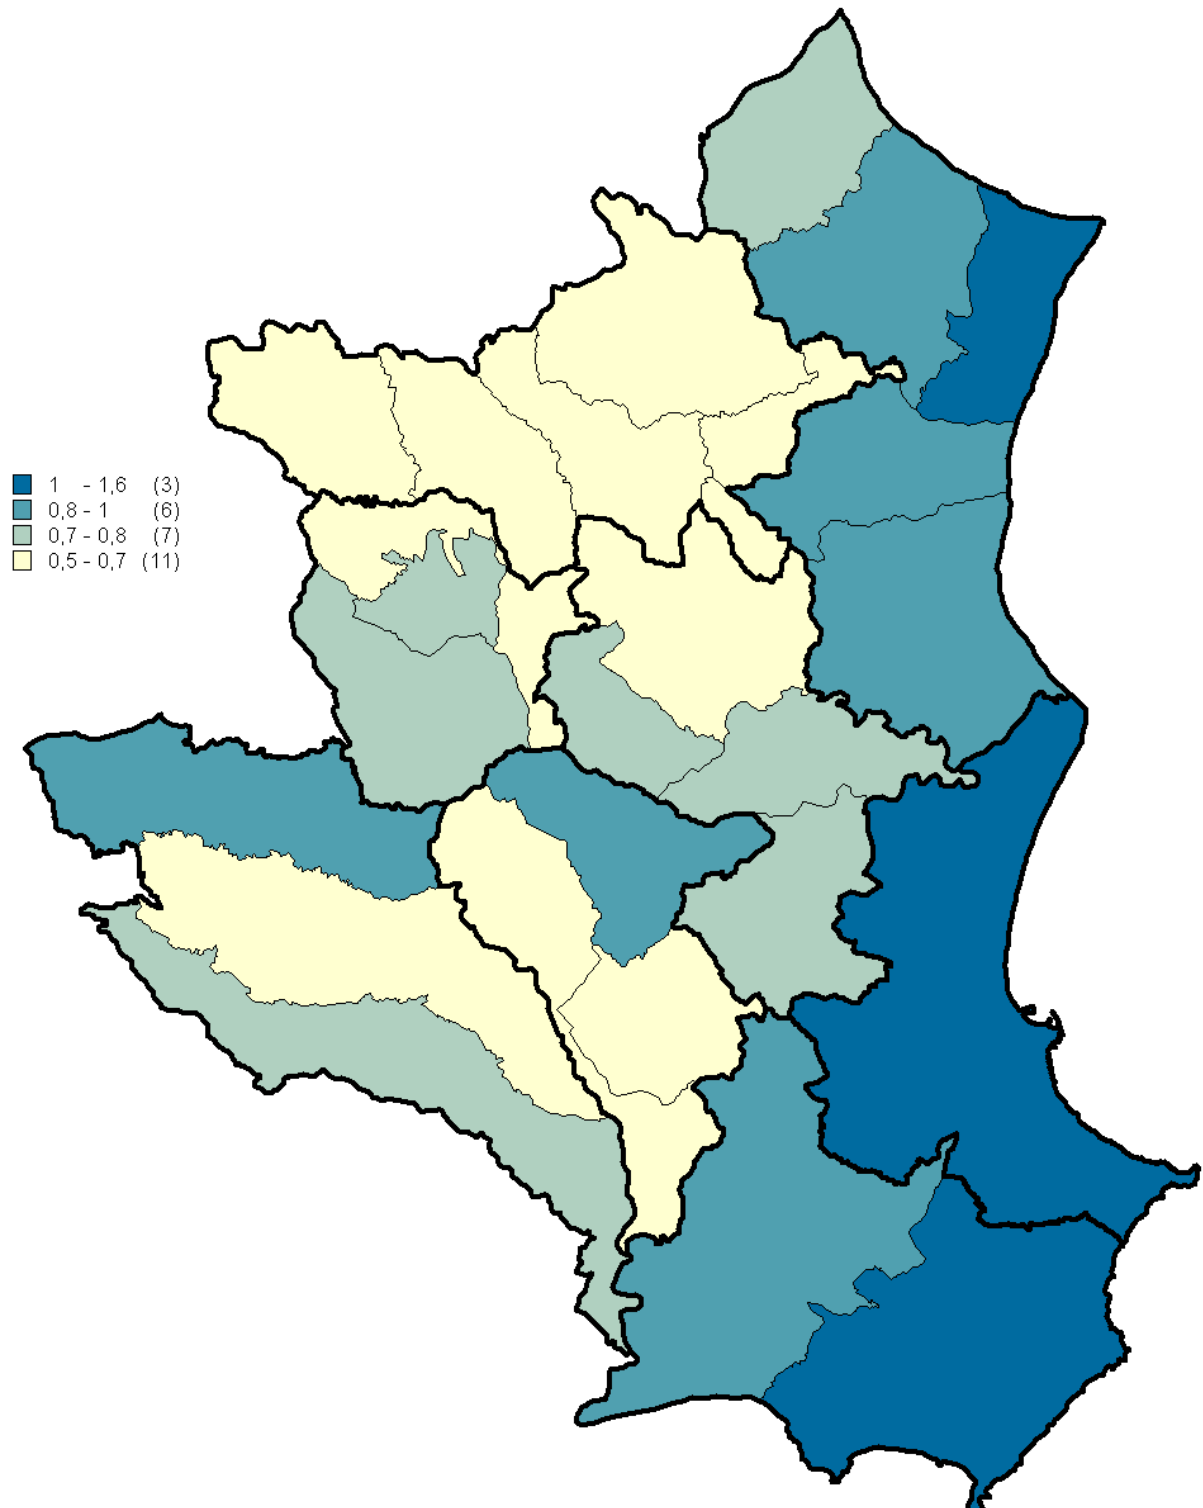 1 - 1,6 (3)
0,8 - 1 (6)
0,7 - 0,8 (7)
0,5 - 0,7 (11)